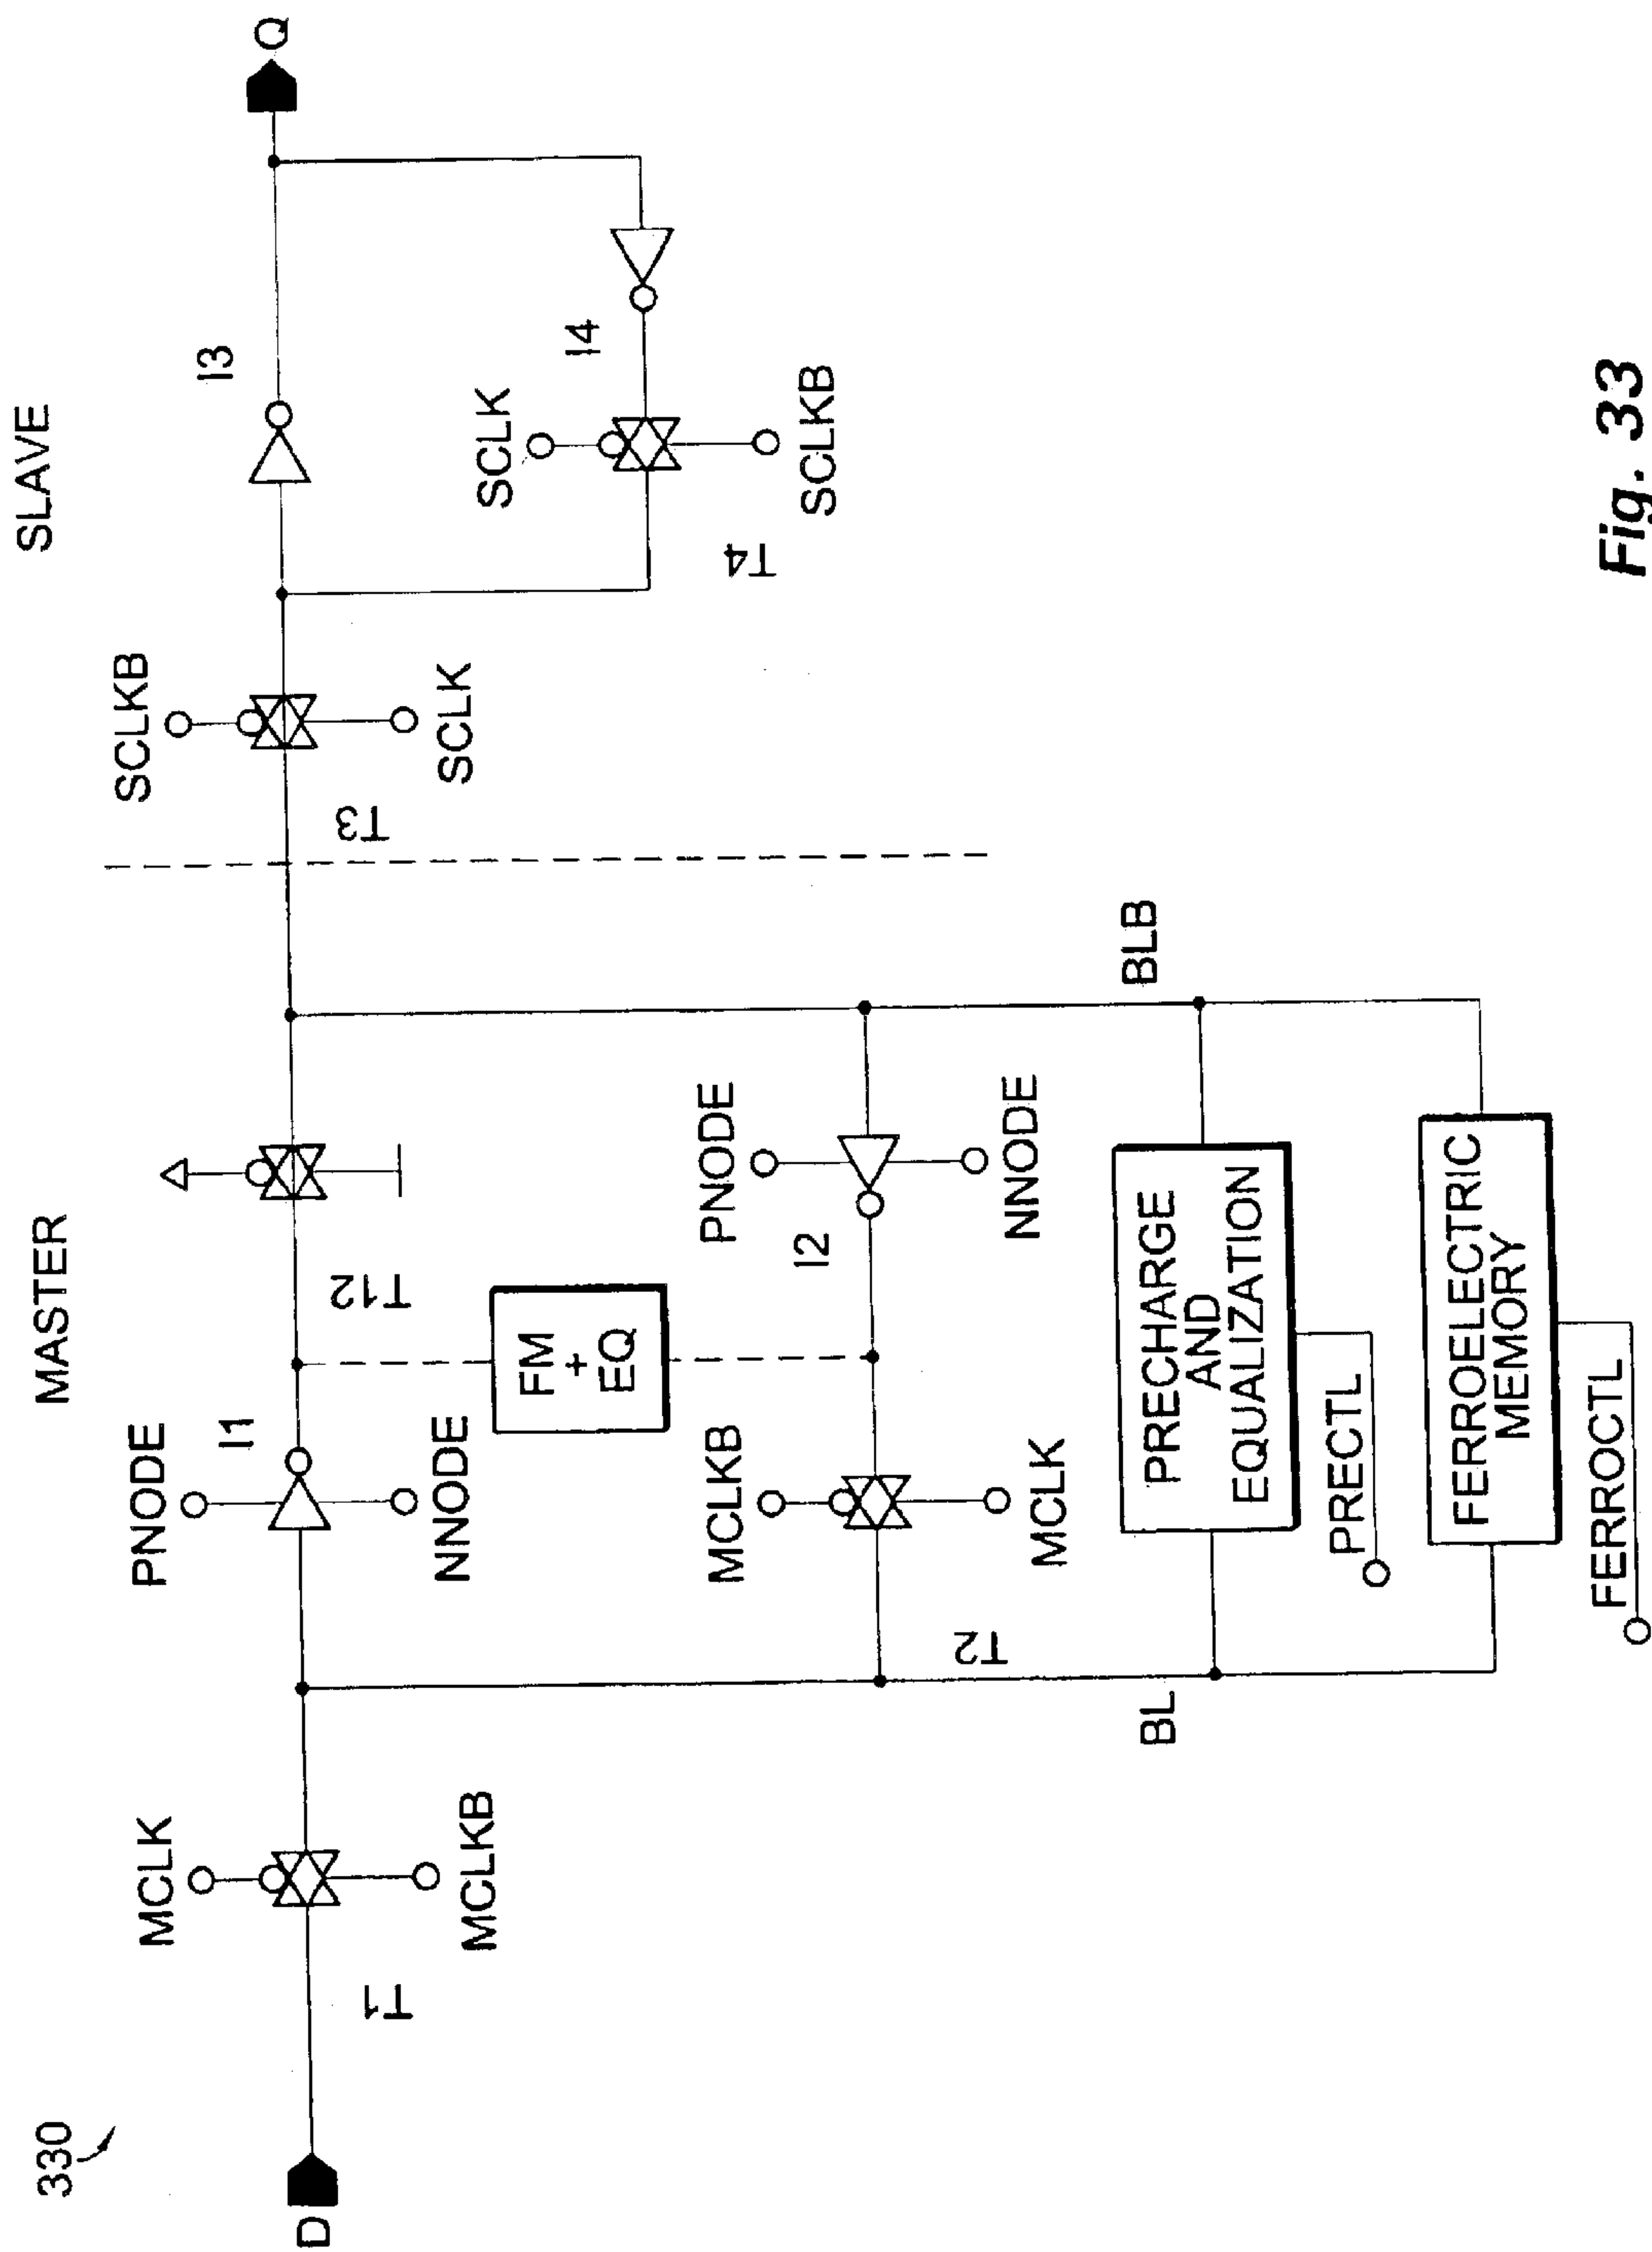 330
MASTER
SLAVE
D
MCLK
MCLKB
T1
PNODE
I1
NNODE
T12
SCLKB
SCLK
T3
I3
Q
FM
+
EQ
MCLKB
MCLK
T2
I2
PNODE
NNODE
SCLK
I4
SCLKB
T4
BL
BLB
PRECHARGE
AND
EQUALIZATION
PRECTL
FERROELECTRIC
MEMORY
FERROCTL
Fig. 33